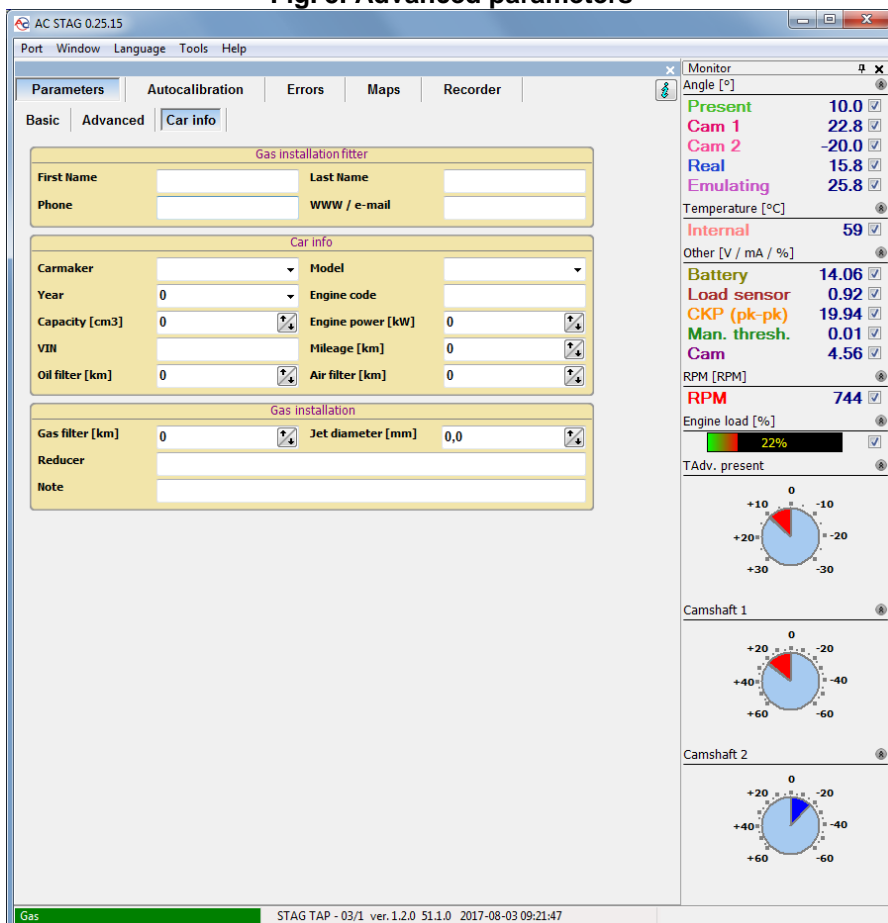 Fig. 8. Advanced parameters
AC STAG 0.25.15
Port Window Language Tools Help
Parameters Autocalibration Errors Maps Recorder
Basic Advanced Car info
Gas installation fitter
First Name Last Name
Phone WWW / e-mail
Car info
Carmaker Model
Year 0 Engine code
Capacity [cm3] 0 Engine power [kW] 0
VIN Mileage [km] 0
Oil filter [km] 0 Air filter [km] 0
Gas installation
Gas filter [km] 0 Jet diameter [mm] 0,0
Reducer
Note
Monitor
Angle [º]
Present 10.0
Cam 1 22.8
Cam 2 -20.0
Real 15.8
Emulating 25.8
Temperature [ºC]
Internal 59
Other [V / mA / %]
Battery 14.06
Load sensor 0.92
CKP (pk-pk) 19.94
Man. thresh. 0.01
Cam 4.56
RPM [RPM]
RPM 744
Engine load [%]
22%
TAdv. present
0
+10 -10
+20 -20
+30 -30
Camshaft 1
0
+20 -20
+40 -40
+60 -60
Camshaft 2
0
+20 -20
+40 -40
+60 -60
Gas STAG TAP - 03/1 ver. 1.2.0 51.1.0 2017-08-03 09:21:47